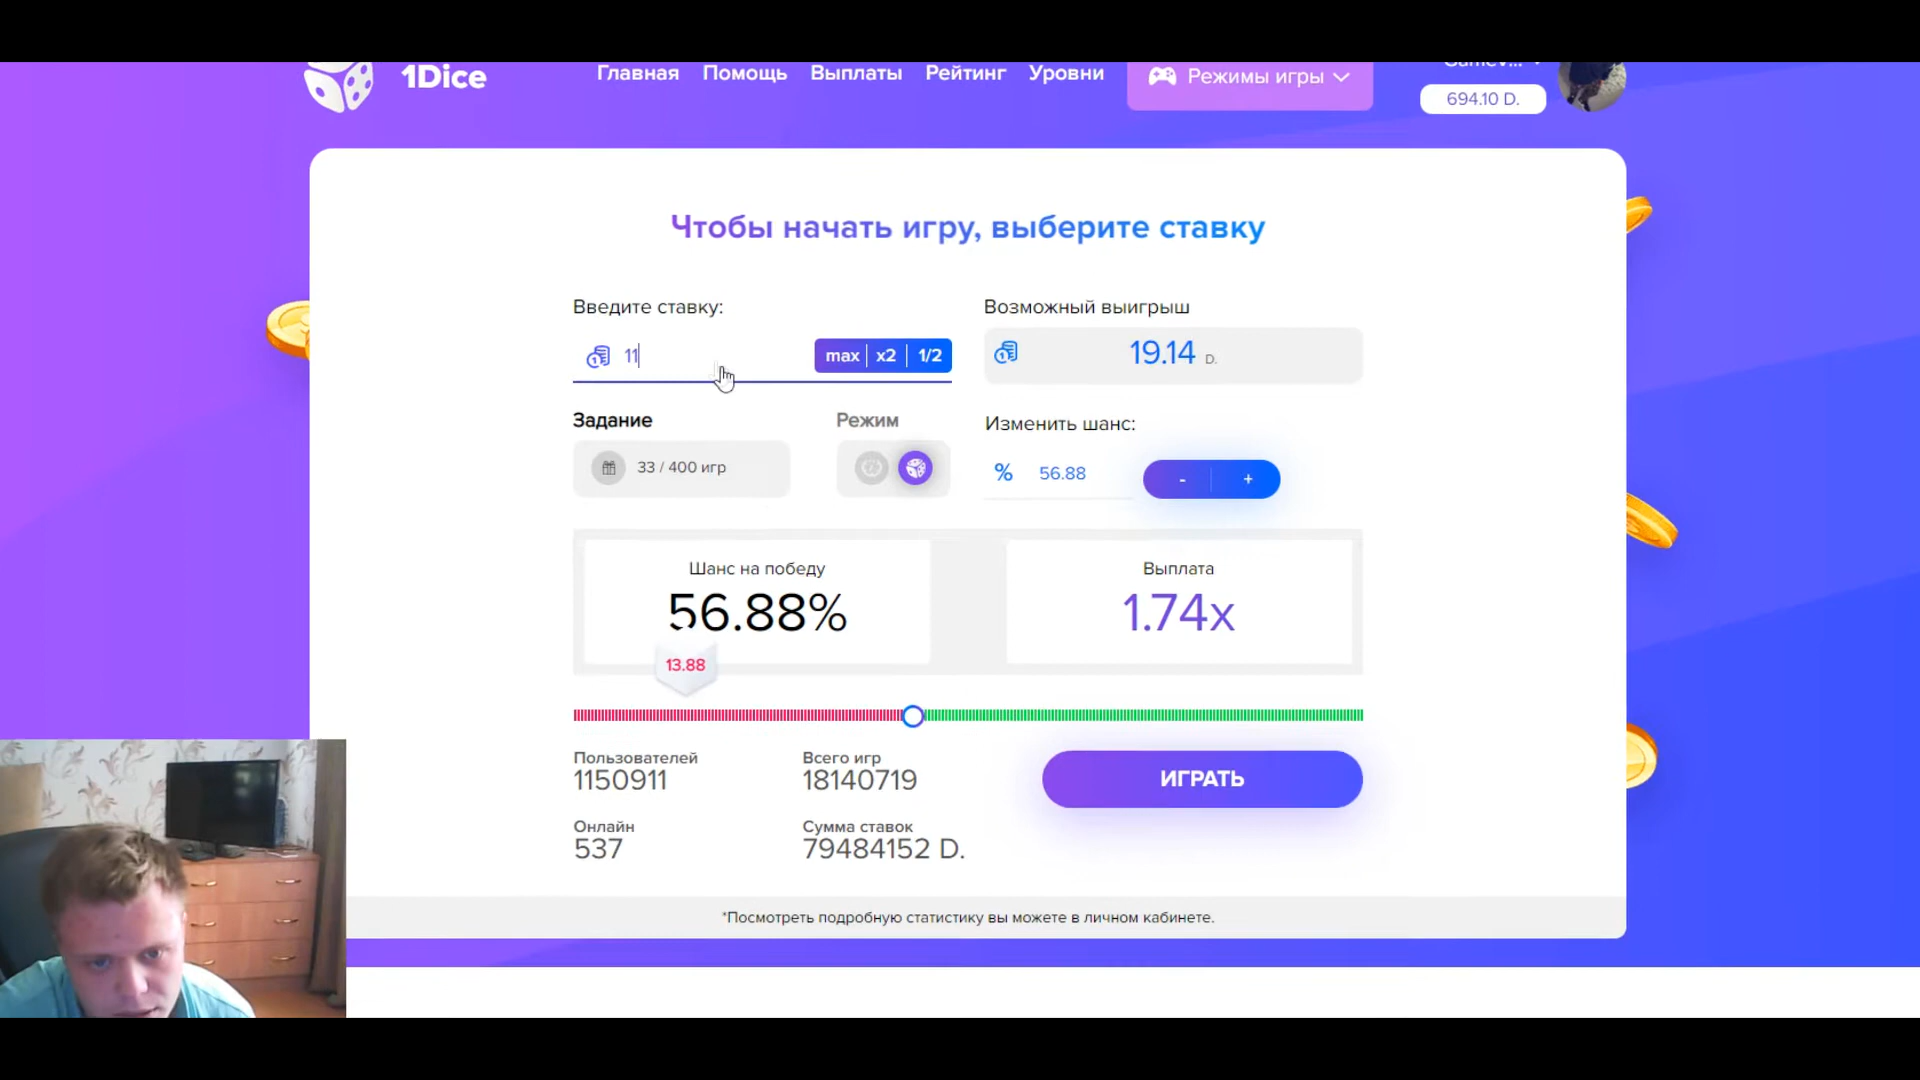 1Dice
Главная Помощь Выплаты Рейтинг Уровни
Режимы игры
694.10 D.
Чтобы начать игру, выберите ставку
Введите ставку:
11
max x2 1/2
Возможный выигрыш
19.14 D.
Задание
33 / 400 игр
Режим
Изменить шанс:
% 56.88
- +
Шанс на победу
56.88%
Выплата
1.74x
13.88
Пользователей
1150911
Всего игр
18140719
ИГРАТЬ
Онлайн
537
Сумма ставок
79484152 D.
*Посмотреть подробную статистику вы можете в личном кабинете.